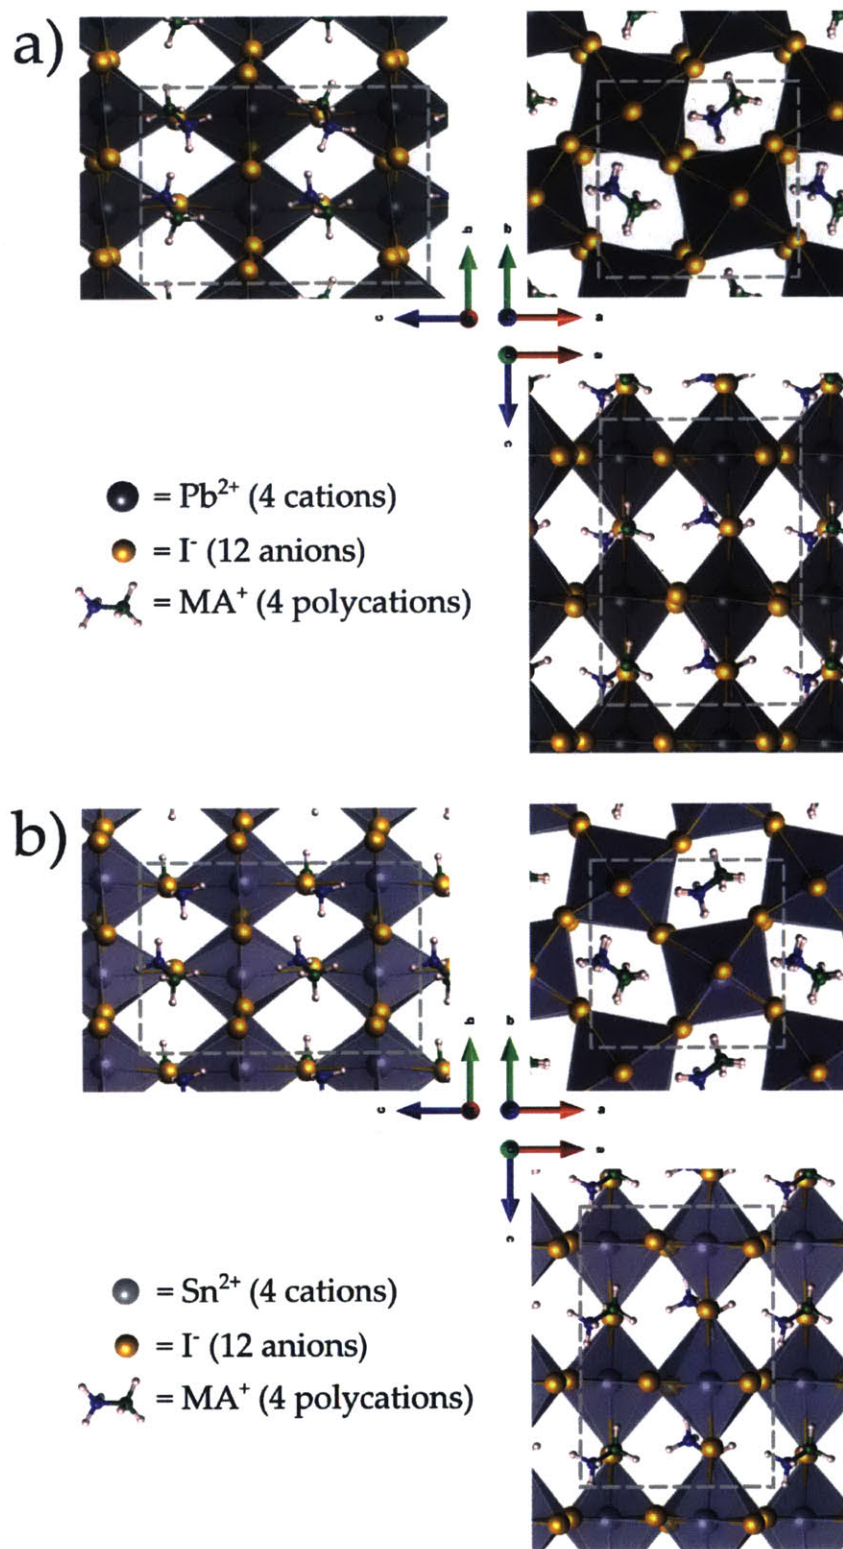 a)
b b
c a
a
c
= Pb²⁺ (4 cations)
= I⁻ (12 anions)
= MA⁺ (4 polycations)
b)
b b
c a
a
c
= Sn²⁺ (4 cations)
= I⁻ (12 anions)
= MA⁺ (4 polycations)